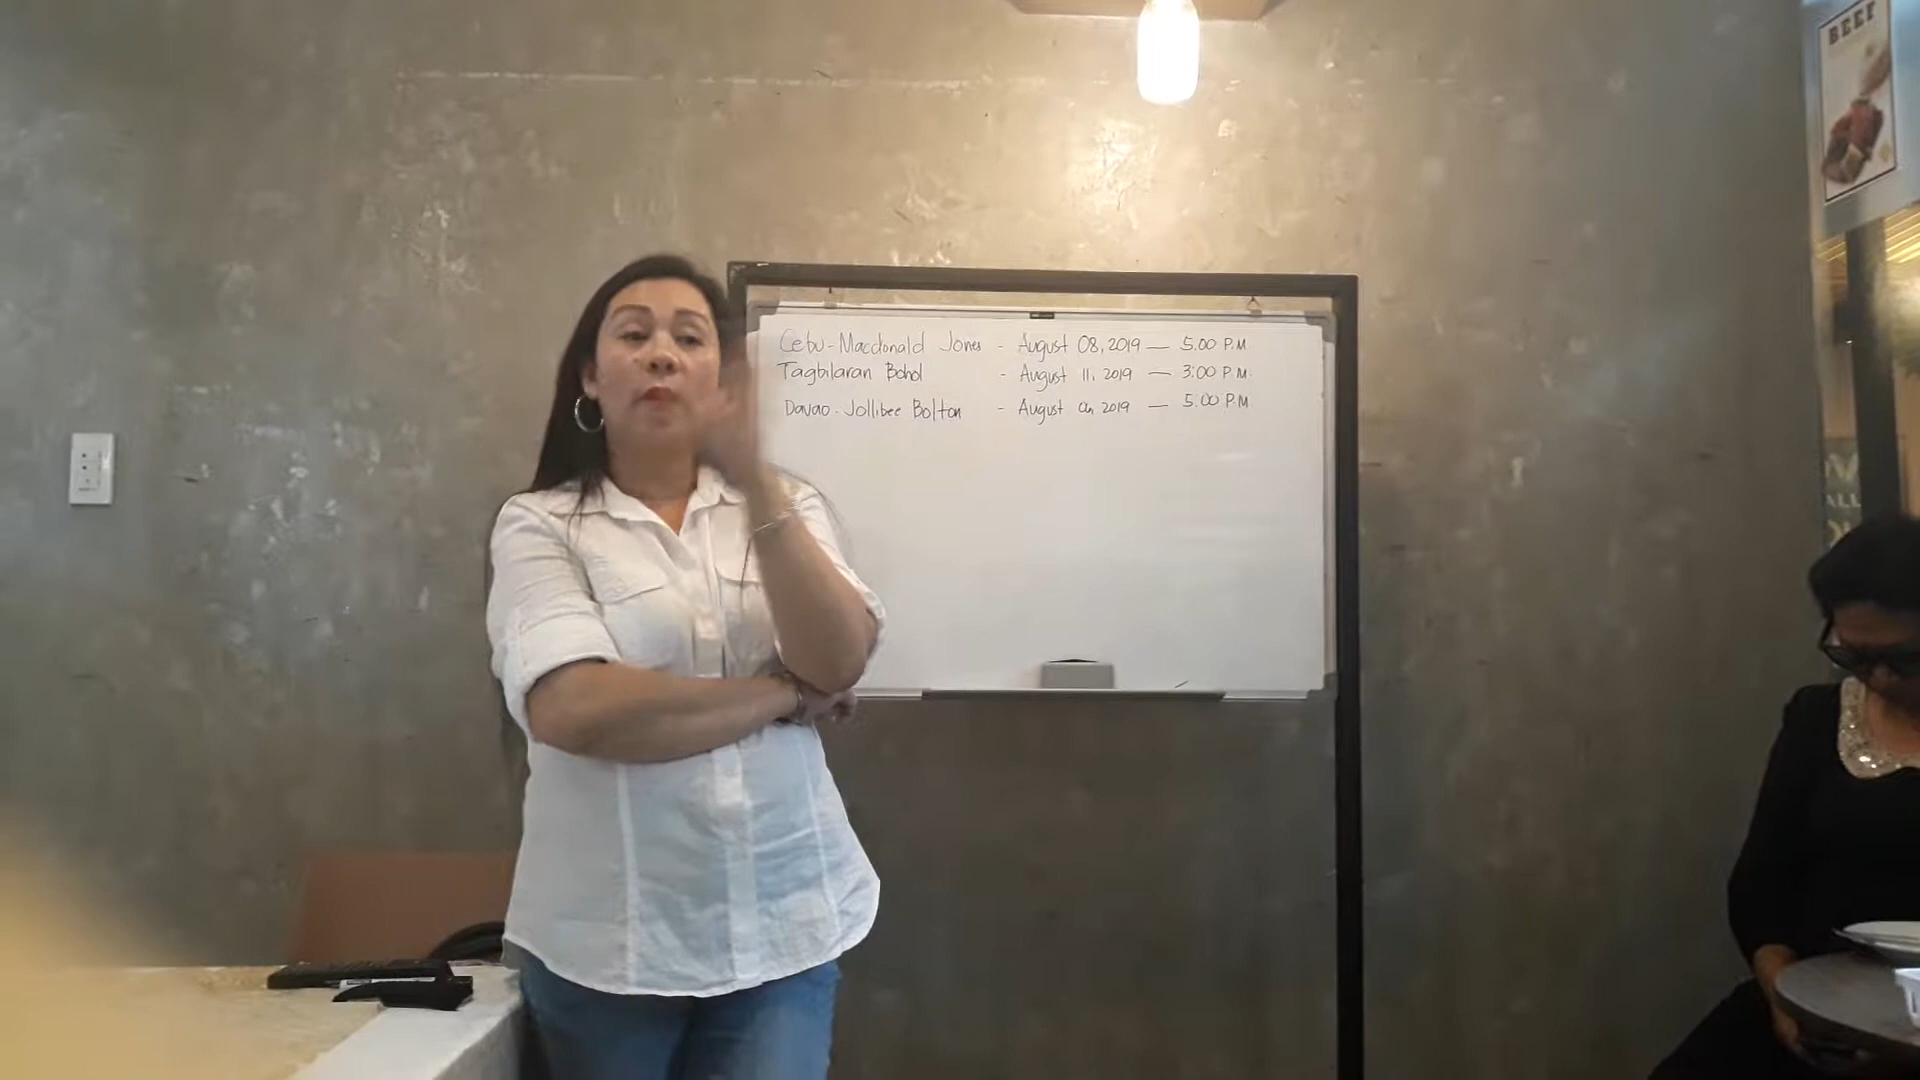 BEEF
Cebu - Macdonald Jones - August 08, 2019 — 5.00 P.M
Tagbilaran Bohol - August 11, 2019 — 3:00 P.M.
Davao - Jollibee Bolton - August 2019 — 5.00 P.M
ALL